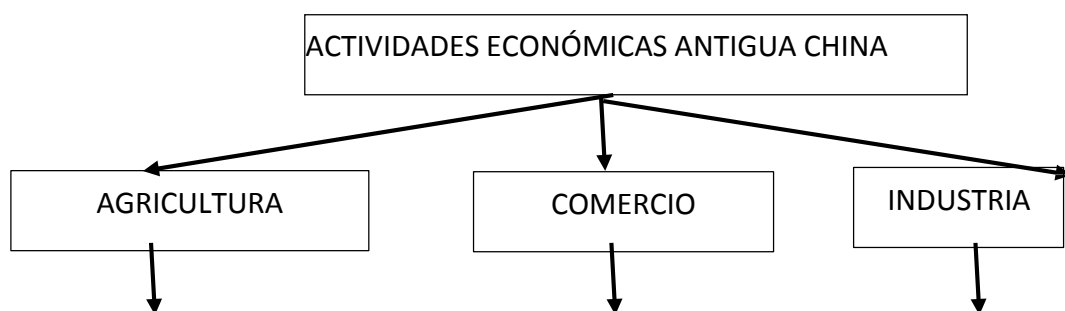 ACTIVIDADES ECONÓMICAS ANTIGUA CHINA
AGRICULTURA
COMERCIO
INDUSTRIA